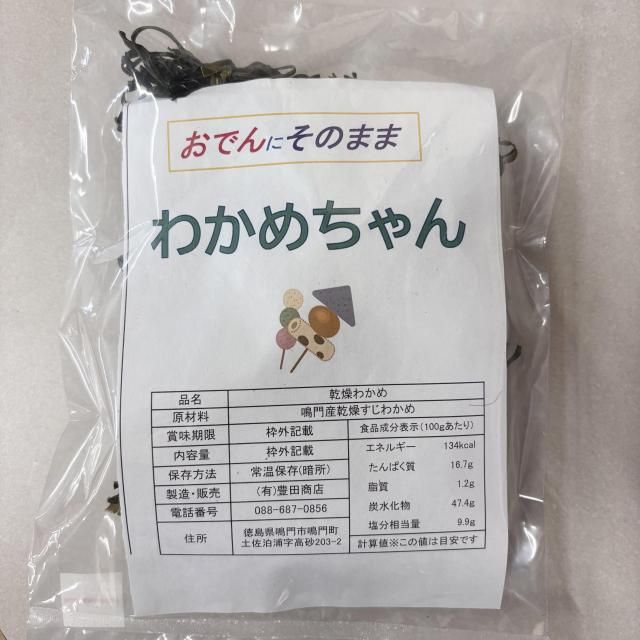 おでんにそのまま
わかめちゃん
品名 乾燥わかめ
原材料 鳴門産乾燥すじわかめ
賞味期限 枠外記載
内容量 枠外記載
保存方法 常温保存(暗所)
製造・販売 (有)豊田商店
電話番号 088-687-0856
住所 徳島県鳴門市鳴門町
土佐泊浦字高砂203-2
食品成分表示(100gあたり)
エネルギー 134kcal
たんぱく質 16.7g
脂質 1.2g
炭水化物 47.4g
塩分相当量 9.9g
計算値※この値は目安です